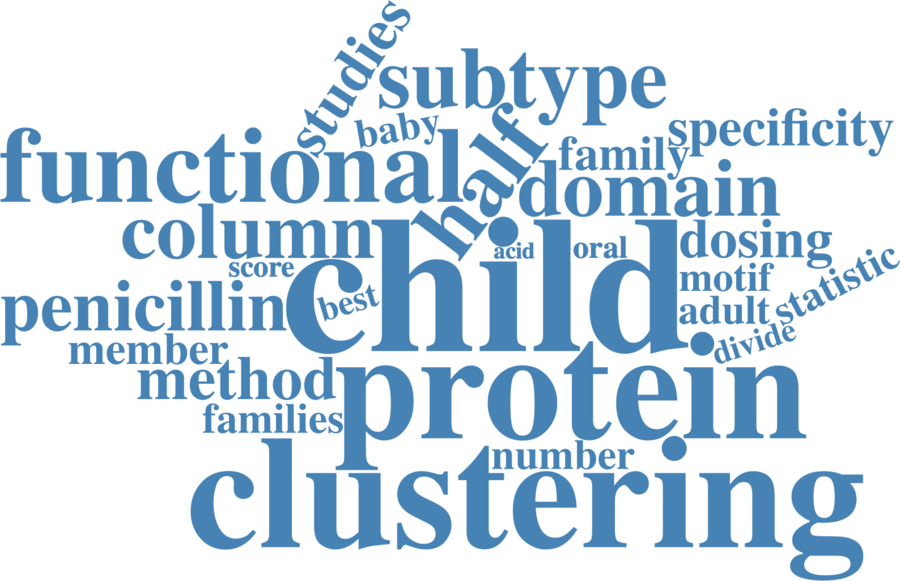 studies
subtype
baby
specificity
functional
half
family
domain
column
child
acid
oral
dosing
score
motif
statistic
penicillin
best
adult
member
divide
method
protein
families
number
clustering